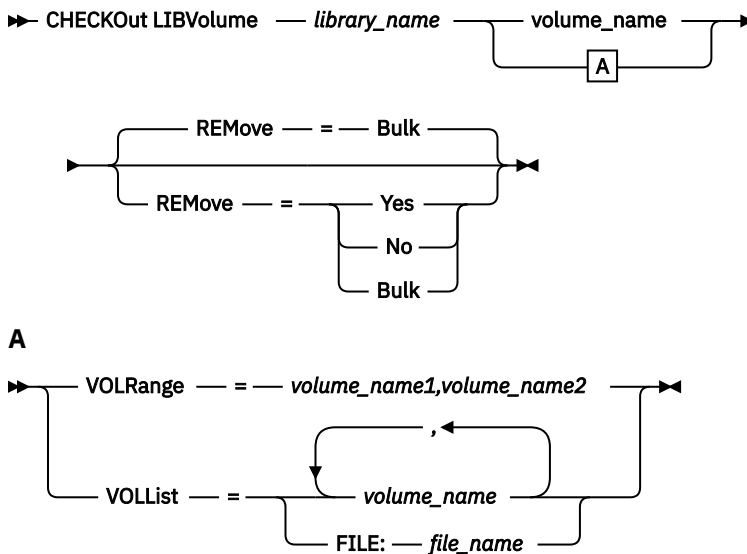 CHECKOut LIBVolume library_name volume_name
A
REMove = Bulk
REMove = Yes
No
Bulk
A
VOLRange = volume_name1,volume_name2
,
VOLList = volume_name
FILE: file_name